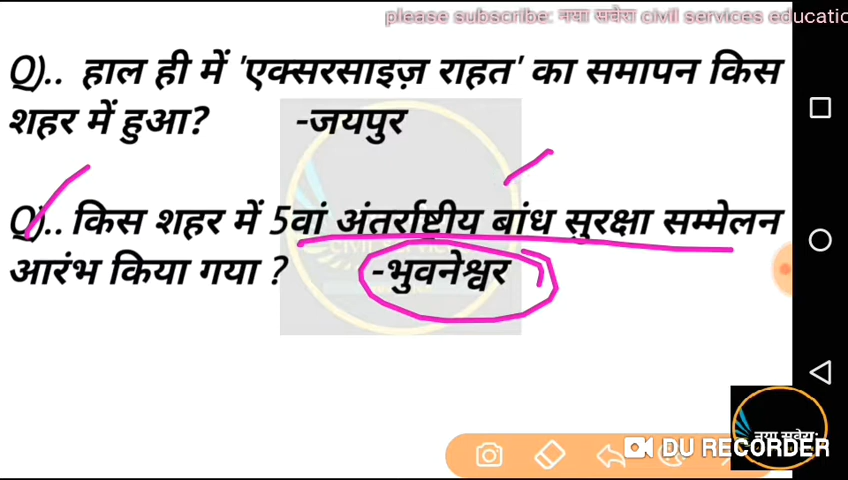 please subscribe: नया सवेरा civil services educatio
Q).. हाल ही में 'एक्सरसाइज़ राहत' का समापन किस
शहर में हुआ? -जयपुर
Q).. किस शहर में 5वां अंतर्राष्टीय बांध सुरक्षा सम्मेलन
आरंभ किया गया ? -भुवनेश्वर
नया सवेरा
DU RECORDER